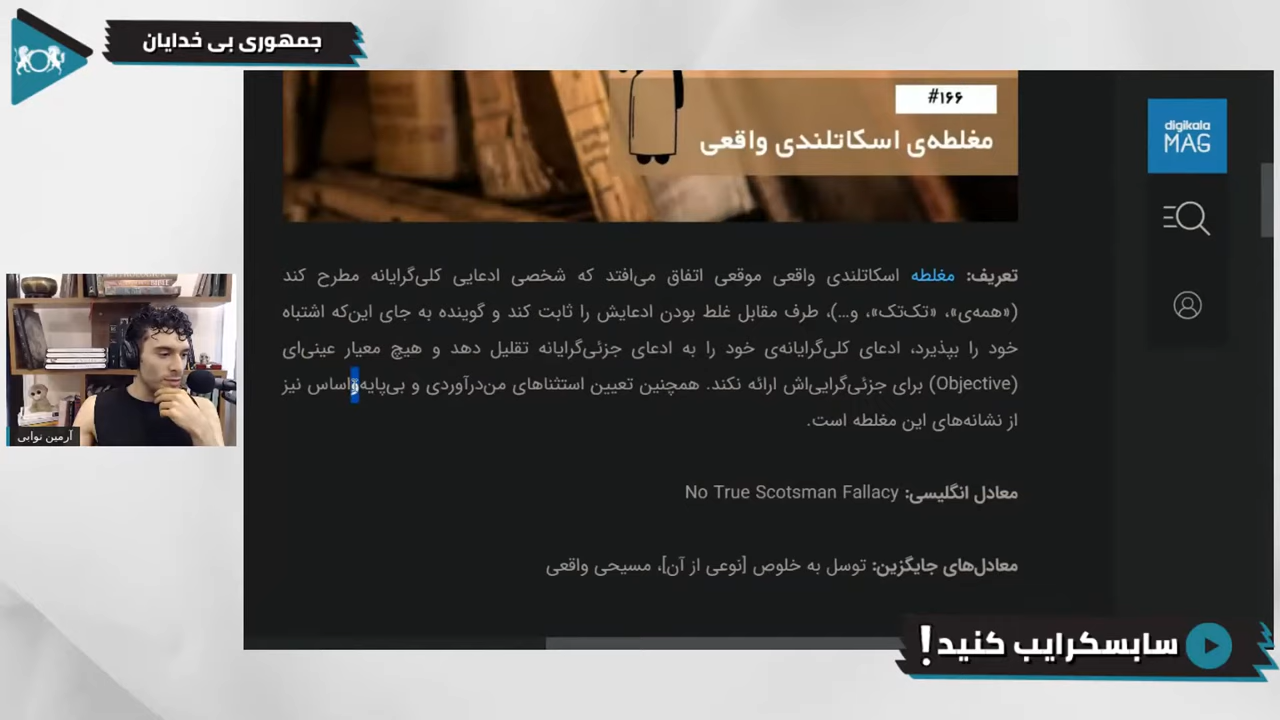 جمهوری بی خدایان
#۱۶۶
digikala
MAG
مغلطه‌ی اسکاتلندی واقعی
تعریف: مغلطه اسکاتلندی واقعی موقعی اتفاق می‌افتد که شخصی ادعایی کلی‌گرایانه مطرح کند
(«همه‌ی»، «تک‌تک»، و...)، طرف مقابل غلط بودن ادعایش را ثابت کند و گوینده به جای این‌که اشتباه
خود را بپذیرد، ادعای کلی‌گرایانه‌ی خود را به ادعای جزئی‌گرایانه تقلیل دهد و هیچ معیار عینی‌ای
(Objective) برای جزئی‌گرایی‌اش ارائه نکند. همچنین تعیین استثناهای من‌درآوردی و بی‌پایه‌و‌اساس نیز
از نشانه‌های این مغلطه است.
آرمین نوابی
معادل انگلیسی: No True Scotsman Fallacy
معادل‌های جایگزین: توسل به خلوص [نوعی از آن]، مسیحی واقعی
سابسکرایب کنید!